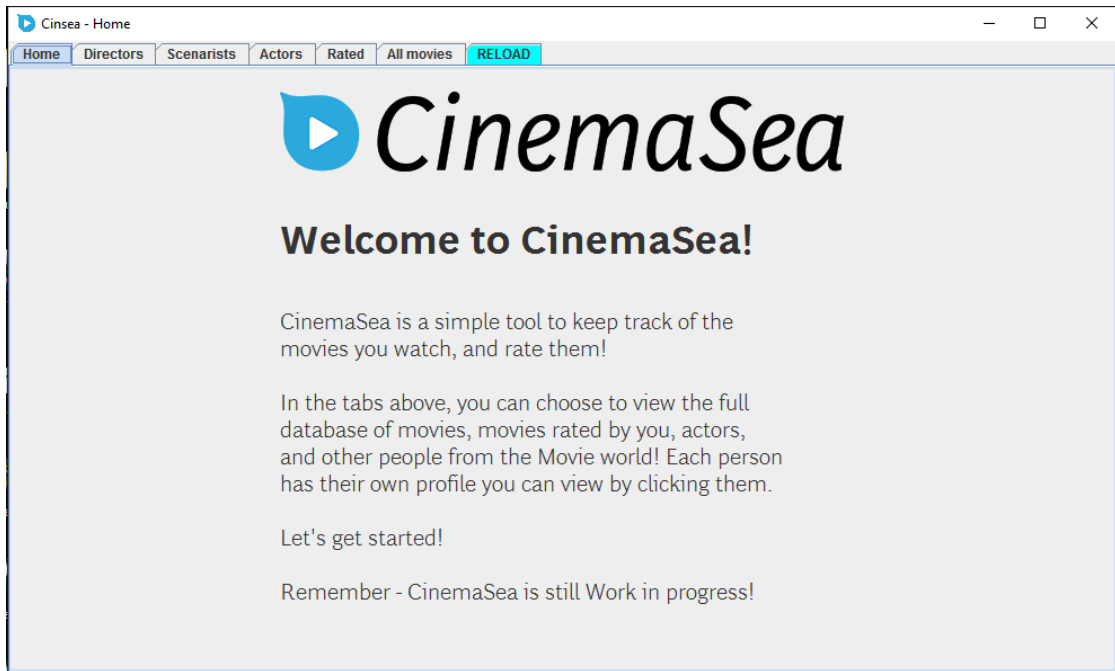 Cinsea - Home
Home Directors Scenarists Actors Rated All movies RELOAD
CinemaSea
Welcome to CinemaSea!
CinemaSea is a simple tool to keep track of the
movies you watch, and rate them!
In the tabs above, you can choose to view the full
database of movies, movies rated by you, actors,
and other people from the Movie world! Each person
has their own profile you can view by clicking them.
Let's get started!
Remember - CinemaSea is still Work in progress!